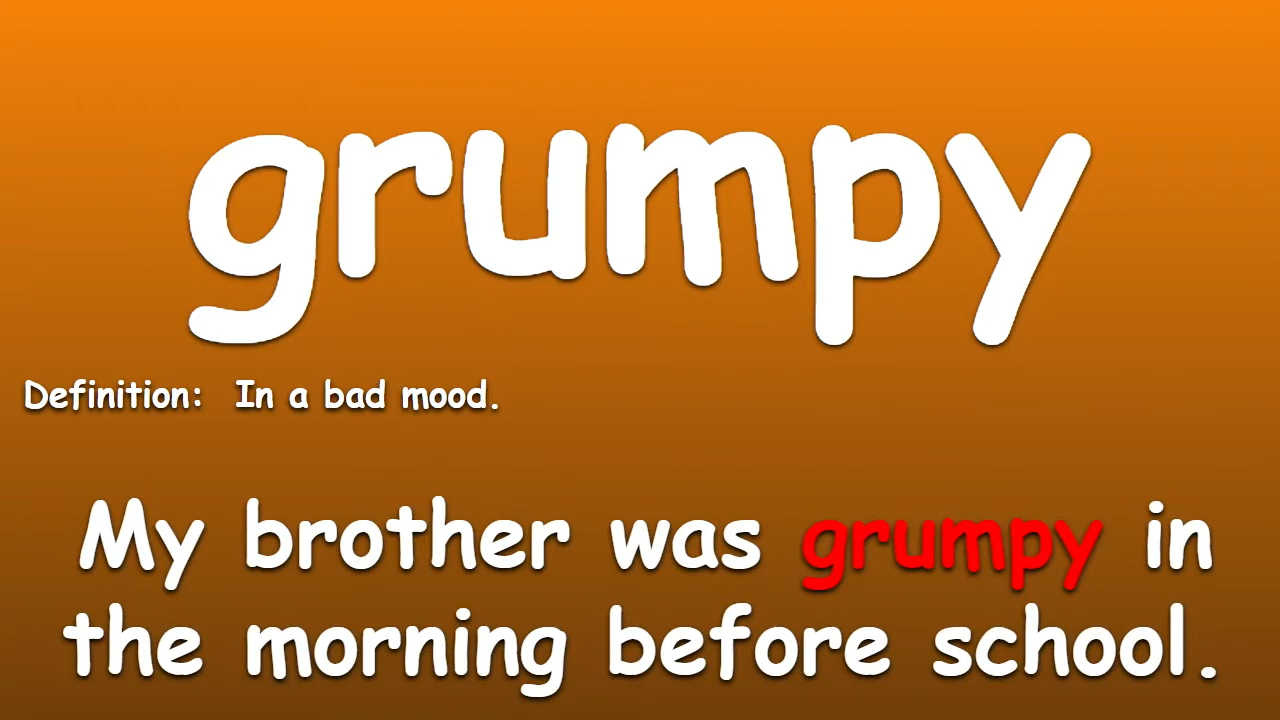 grumpy
Definition: In a bad mood.
My brother was grumpy in
the morning before school.